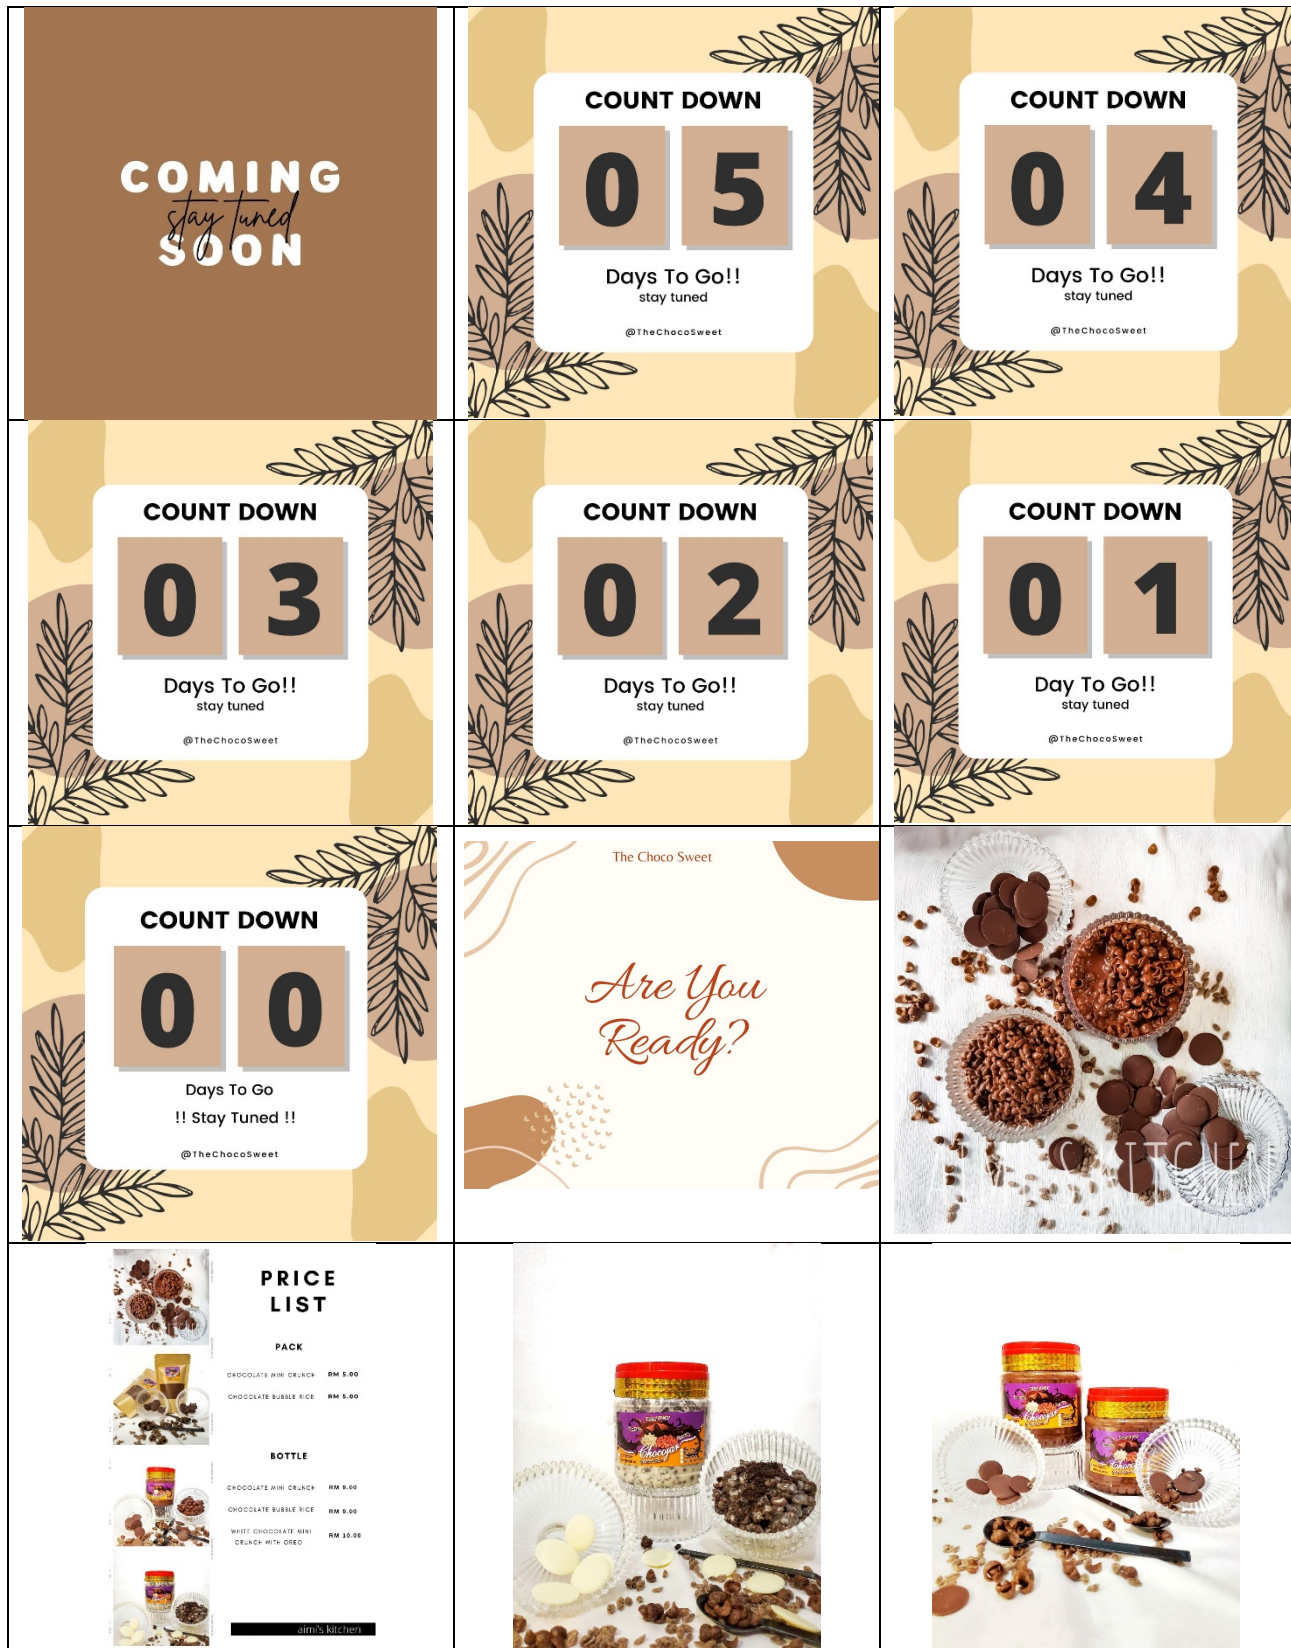 COMING
stay tuned
SOON
COUNT DOWN
0 5
Days To Go!!
stay tuned
@TheChocoSweet
COUNT DOWN
0 4
Days To Go!!
stay tuned
@TheChocoSweet
COUNT DOWN
0 3
Days To Go!!
stay tuned
@TheChocoSweet
COUNT DOWN
0 2
Days To Go!!
stay tuned
@TheChocoSweet
COUNT DOWN
0 1
Day To Go!!
stay tuned
@TheChocoSweet
COUNT DOWN
0 0
Days To Go
!! Stay Tuned !!
@TheChocoSweet
The Choco Sweet
Are You
Ready?
PRICE
LIST
PACK
CHOCOLATE MINI CRUNCH RM 5.00
CHOCOLATE BUBBLE RICE RM 5.00
BOTTLE
CHOCOLATE MINI CRUNCH RM 9.00
CHOCOLATE BUBBLE RICE RM 9.00
WHITE CHOCOLATE MINI
CRUNCH WITH OREO RM 10.00
aimi's kitchen
Chocojar
Chocojar
Chocojar